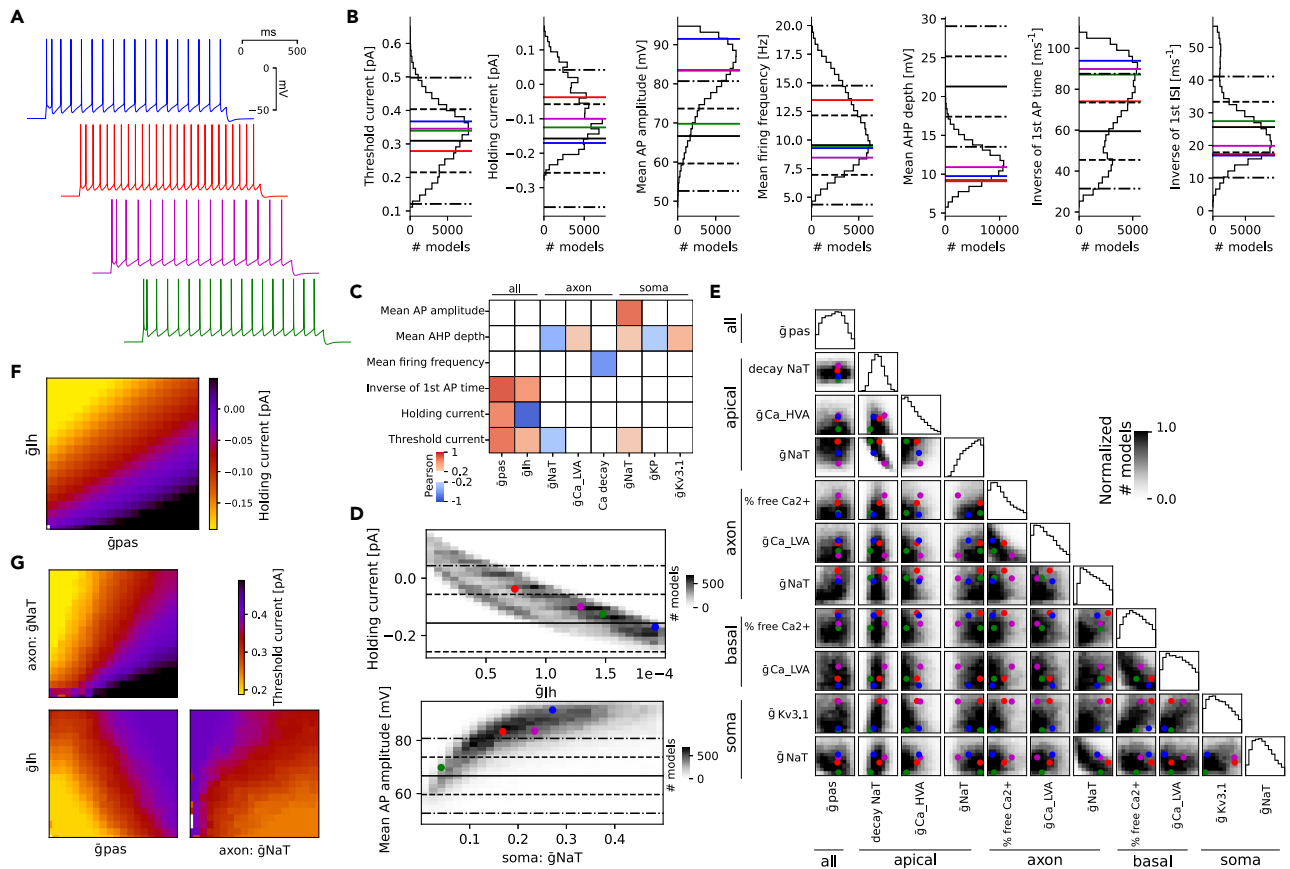 A
ms
0
500
0
−50
mV
B
Threshold current [pA]
0.6
0.5
0.4
0.3
0.2
0.1
0
5000
# models
Holding current [pA]
0.1
0.0
−0.1
−0.2
−0.3
0
5000
# models
Mean AP amplitude [mV]
90
80
70
60
50
0
5000
# models
Mean firing frequency [Hz]
20.0
17.5
15.0
12.5
10.0
7.5
5.0
0
5000
# models
Mean AHP depth [mV]
30
25
20
15
10
5
0
10000
# models
Inverse of 1st AP time [ms-1]
100
80
60
40
20
0
5000
# models
Inverse of 1st ISI [ms-1]
50
40
30
20
10
0
0
5000
# models
C
all axon soma
Mean AP amplitude
Mean AHP depth
Mean firing frequency
Inverse of 1st AP time
Holding current
Threshold current
Pearson
1
0.2
-0.2
-1
ḡpas
ḡIh
ḡNaT
ḡCa_LVA
Ca decay
ḡNaT
ḡKP
ḡKv3.1
D
Holding current [pA]
0.0
−0.2
0.5 1.0 1.5
1e−4
ḡIh
# models
500
0
Mean AP amplitude [mV]
80
60
0.1 0.2 0.3 0.4
soma: ḡNaT
# models
500
0
E
all
ḡpas
apical
decay NaT
ḡCa_HVA
ḡNaT
axon
% free Ca2+
ḡCa_LVA
ḡNaT
basal
% free Ca2+
ḡCa_LVA
soma
ḡKv3.1
ḡNaT
Normalized
# models
1.0
0.0
ḡpas
decay NaT
ḡCa_HVA
ḡNaT
% free Ca2+
ḡCa_LVA
ḡNaT
% free Ca2+
ḡCa_LVA
ḡKv3.1
ḡNaT
all apical axon basal soma
F
ḡIh
ḡpas
0.00
−0.05
−0.10
−0.15
Holding current [pA]
G
axon: ḡNaT
0.4
0.3
0.2
Threshold current [pA]
ḡIh
ḡpas
axon: ḡNaT